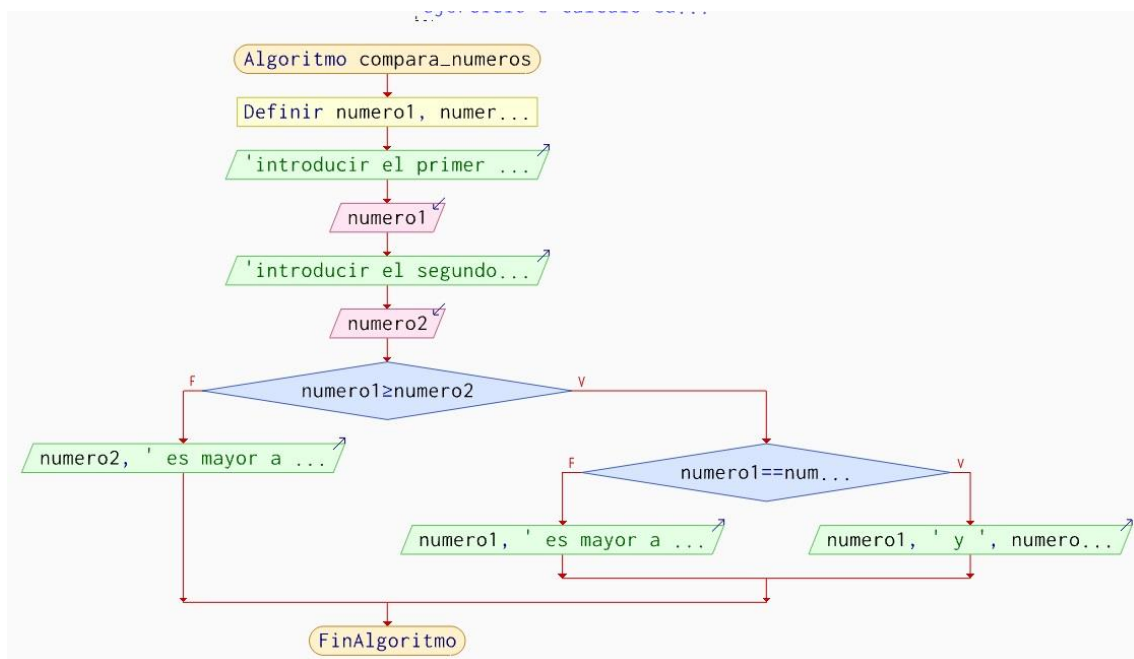 Algoritmo compara_numeros
Definir numero1, numer...
'introducir el primer ...
numero1
'introducir el segundo...
numero2
numero1≥numero2
F
V
numero2, ' es mayor a ...
numero1==num...
F
V
numero1, ' es mayor a ...
numero1, ' y ', numero...
FinAlgoritmo